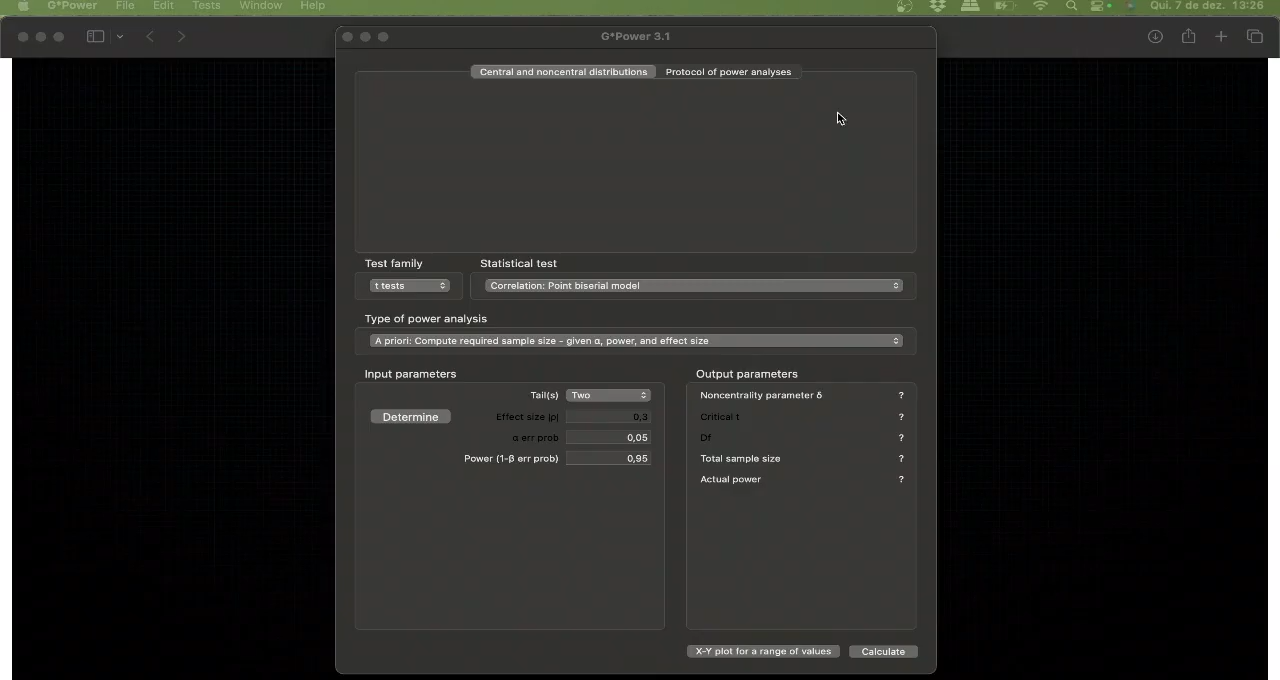 G*Power File Edit Tests Window Help Qui. 7 de dez. 13:26
G*Power 3.1
Central and noncentral distributions Protocol of power analyses
Test family Statistical test
t tests Correlation: Point biserial model
Type of power analysis
A priori: Compute required sample size - given α, power, and effect size
Input parameters Output parameters
Tail(s) Two Noncentrality parameter δ ?
Determine Effect size |ρ| 0,3 Critical t ?
α err prob 0,05 Df ?
Power (1-β err prob) 0,95 Total sample size ?
Actual power ?
X-Y plot for a range of values Calculate